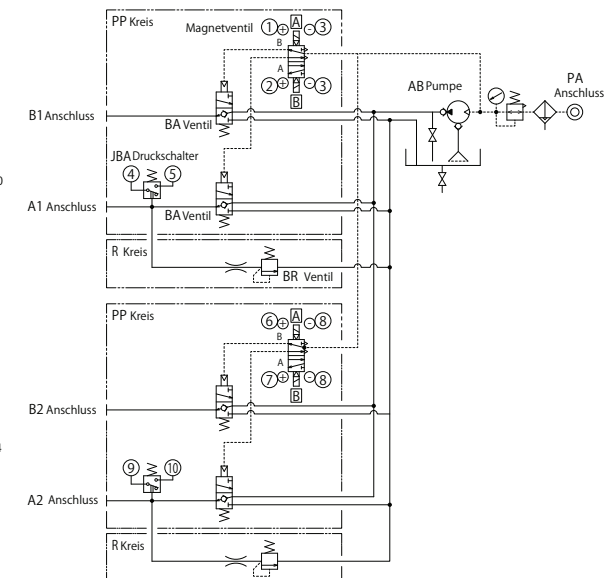 PP Kreis
Magnetventil
1 + A - 3
B
A
2 + - 3
B
AB Pumpe
PA
Anschluss
B1 Anschluss
BA Ventil
JBA Druckschalter
4 5
A1 Anschluss
BA Ventil
R Kreis
BR Ventil
PP Kreis
6 + A - 8
B
A
7 + - 8
B
B2 Anschluss
9 10
A2 Anschluss
R Kreis